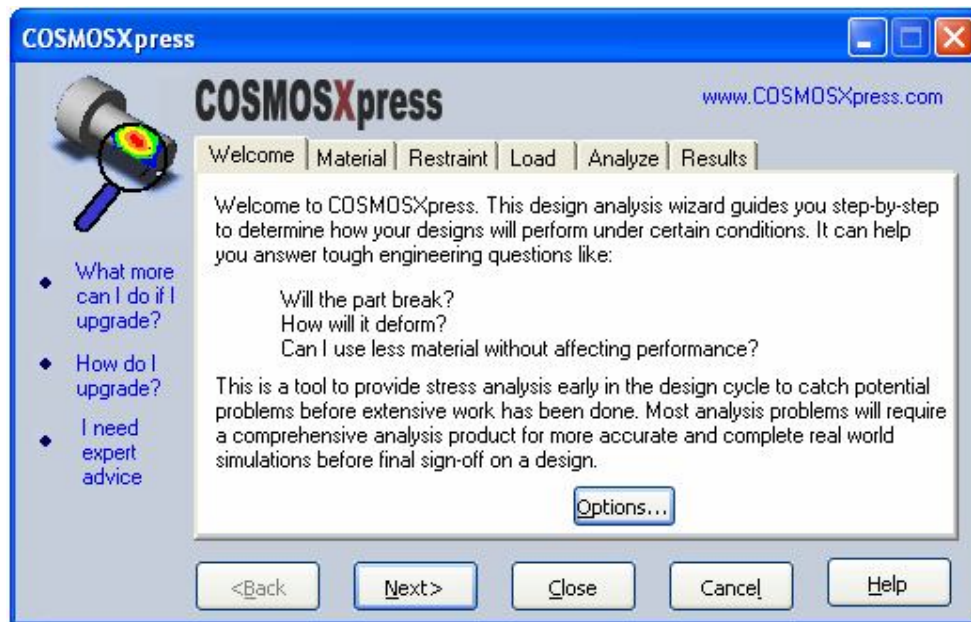 COSMOSXpress
COSMOSXpress
www.COSMOSXpress.com
Welcome Material Restraint Load Analyze Results
Welcome to COSMOSXpress. This design analysis wizard guides you step-by-step
to determine how your designs will perform under certain conditions. It can help
you answer tough engineering questions like:
Will the part break?
How will it deform?
Can I use less material without affecting performance?
This is a tool to provide stress analysis early in the design cycle to catch potential
problems before extensive work has been done. Most analysis problems will require
a comprehensive analysis product for more accurate and complete real world
simulations before final sign-off on a design.
Options...
What more
can I do if I
upgrade?
How do I
upgrade?
I need
expert
advice
<Back Next> Close Cancel Help